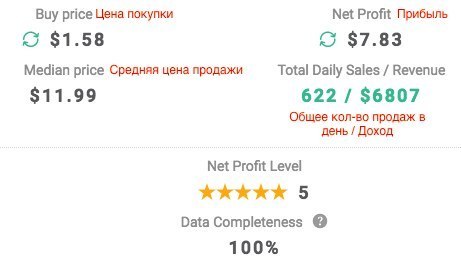 Buy price Цена покупки
Net Profit Прибыль
$1.58
$7.83
Median price Средняя цена продажи
Total Daily Sales / Revenue
$11.99
622 / $6807
Общее кол-во продаж в
день / Доход
Net Profit Level
5
Data Completeness ?
100%